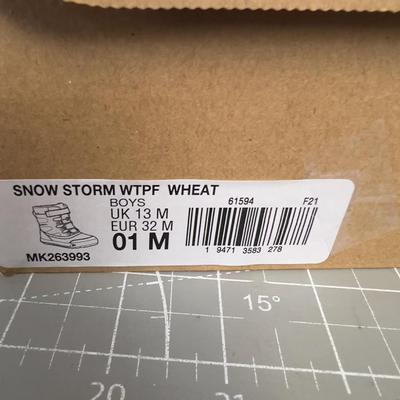 SNOW STORM WTPF WHEAT
BOYS 61594 F21
UK 13 M
EUR 32 M
01 M
1 9471 3583 278
MK263993
15°
20
21